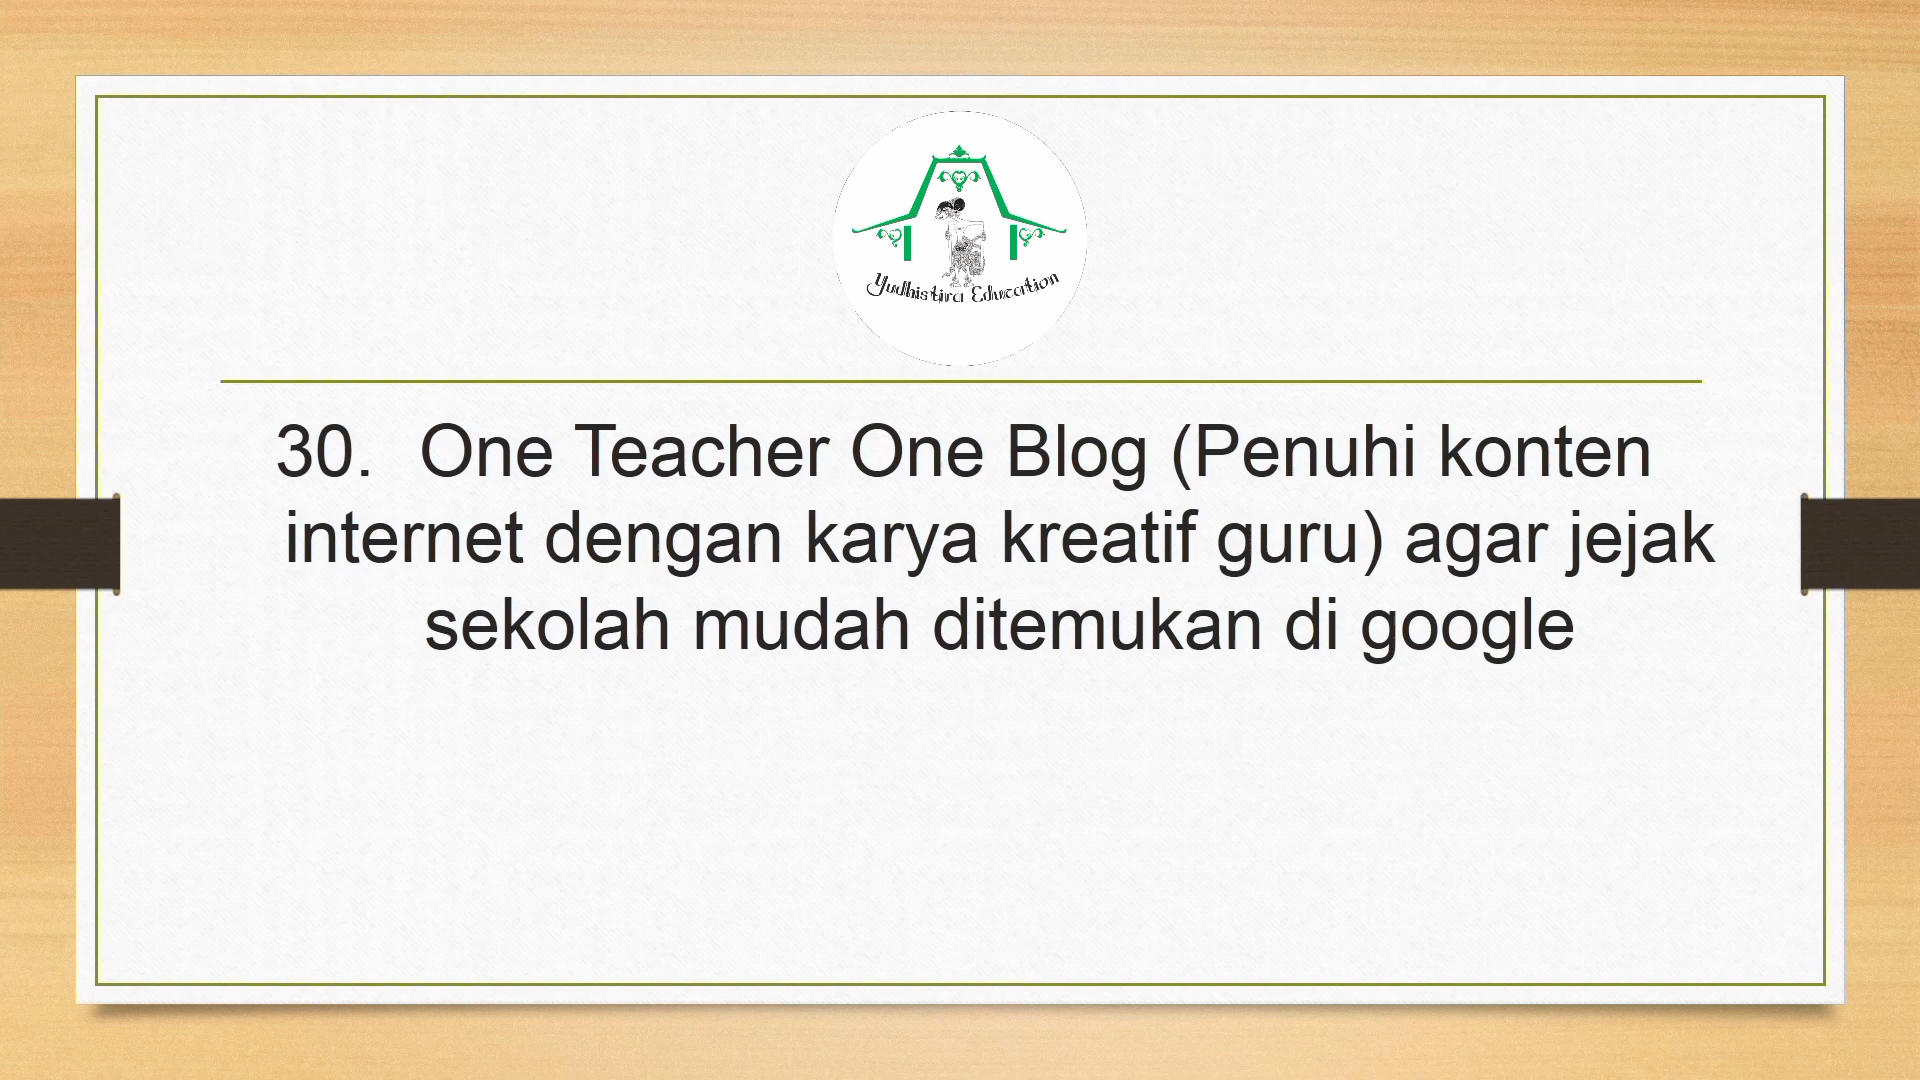 Yudhistira Education
30. One Teacher One Blog (Penuhi konten
internet dengan karya kreatif guru) agar jejak
sekolah mudah ditemukan di google